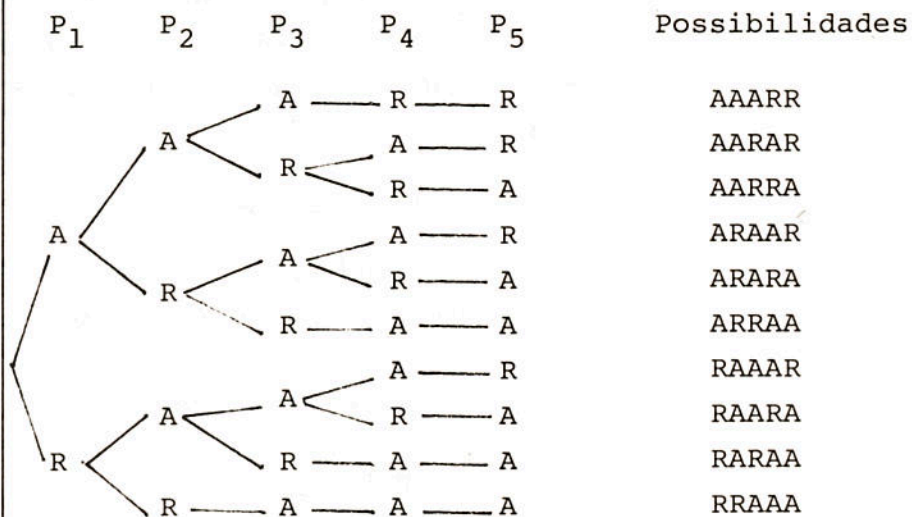 P1 P2 P3 P4 P5 Possibilidades
A R R AAARR
A A R AARAR
R R A AARRA
A A R ARAAR
A R A ARARA
R R A A ARRAA
A R RAAAR
A A R A RAARA
R R A A RARAA
R A A A RRAAA